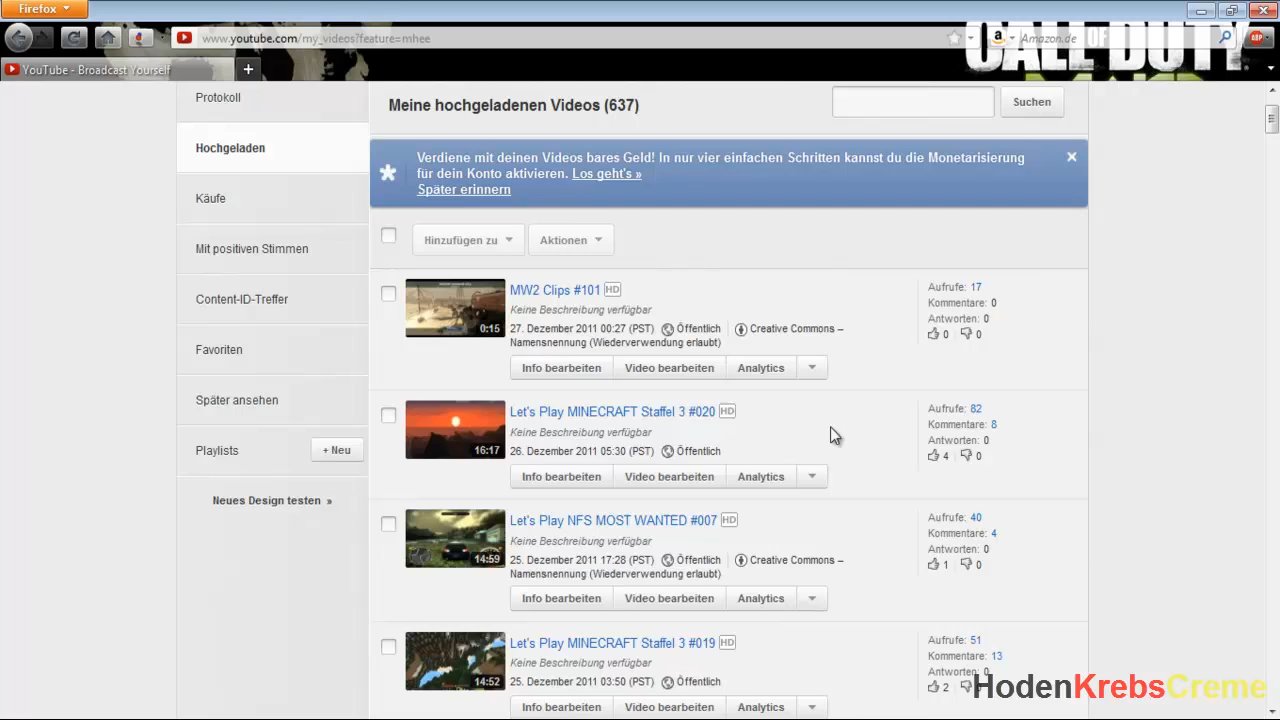 Firefox
www.youtube.com/my_videos?feature=mhee
Amazon.de
ABP
CALL OF DUTY
YouTube - Broadcast Yourself
Protokoll
Hochgeladen
Käufe
Mit positiven Stimmen
Content-ID-Treffer
Favoriten
Später ansehen
Playlists
+ Neu
Neues Design testen »
Meine hochgeladenen Videos (637)
Suchen
Verdiene mit deinen Videos bares Geld! In nur vier einfachen Schritten kannst du die Monetarisierung
für dein Konto aktivieren. Los geht's »
Später erinnern
Hinzufügen zu
Aktionen
0:15
MW2 Clips #101 HD
Keine Beschreibung verfügbar
27. Dezember 2011 00:27 (PST) Öffentlich Creative Commons –
Namensnennung (Wiederverwendung erlaubt)
Info bearbeiten Video bearbeiten Analytics
Aufrufe: 17
Kommentare: 0
Antworten: 0
0 0
16:17
Let's Play MINECRAFT Staffel 3 #020 HD
Keine Beschreibung verfügbar
26. Dezember 2011 05:30 (PST) Öffentlich
Info bearbeiten Video bearbeiten Analytics
Aufrufe: 82
Kommentare: 8
Antworten: 0
4 0
14:59
Let's Play NFS MOST WANTED #007 HD
Keine Beschreibung verfügbar
25. Dezember 2011 17:28 (PST) Öffentlich Creative Commons –
Namensnennung (Wiederverwendung erlaubt)
Info bearbeiten Video bearbeiten Analytics
Aufrufe: 40
Kommentare: 4
Antworten: 0
1 0
14:52
Let's Play MINECRAFT Staffel 3 #019 HD
Keine Beschreibung verfügbar
25. Dezember 2011 03:50 (PST) Öffentlich
Info bearbeiten Video bearbeiten Analytics
Aufrufe: 51
Kommentare: 13
Antworten: 0
2
HodenKrebsCreme